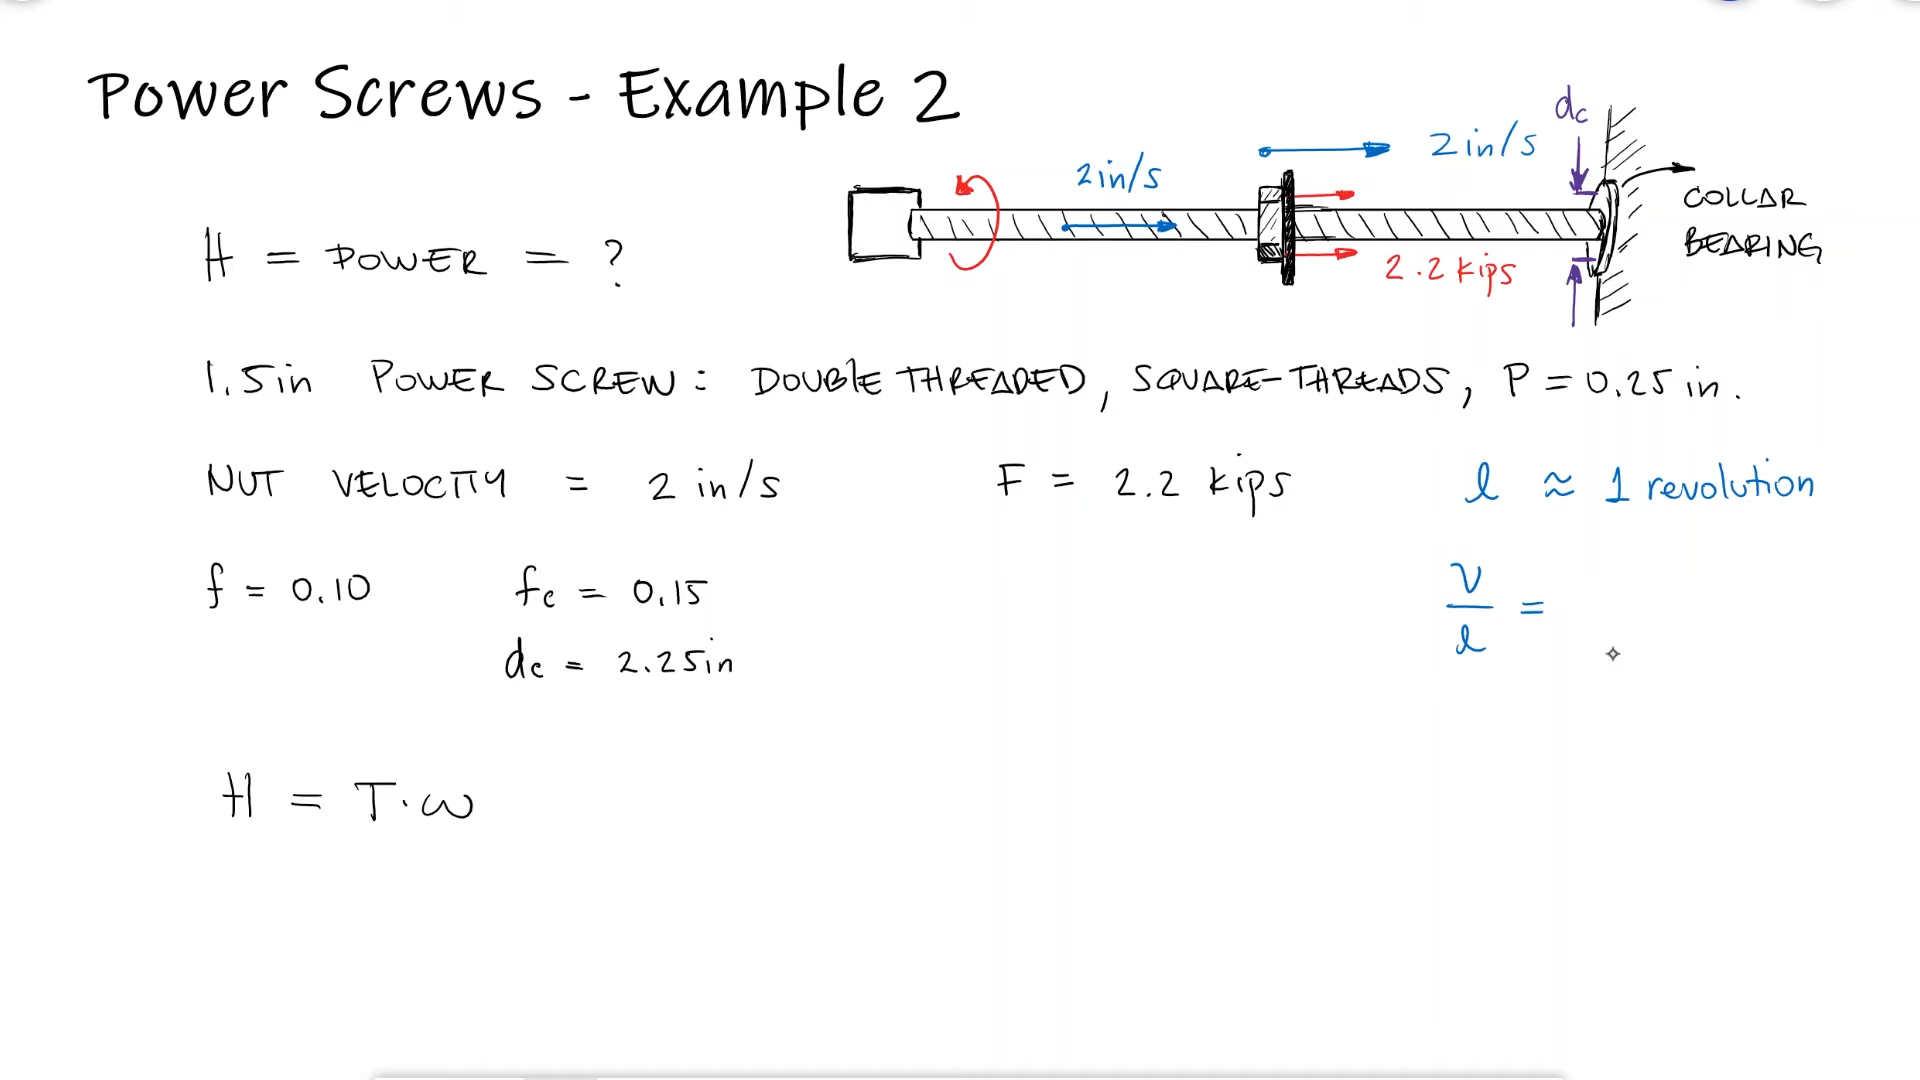 Power Screws - Example 2
dc
2 in/s
2 in/s
COLLAR
BEARING
2.2 kips
H = POWER = ?
1.5 in POWER SCREW: DOUBLE THREADED, SQUARE-THREADS, P = 0.25 in.
NUT VELOCITY = 2 in/s F = 2.2 kips l ≈ 1 revolution
f = 0.10 fc = 0.15
V/l =
dc = 2.25in
H = T·ω